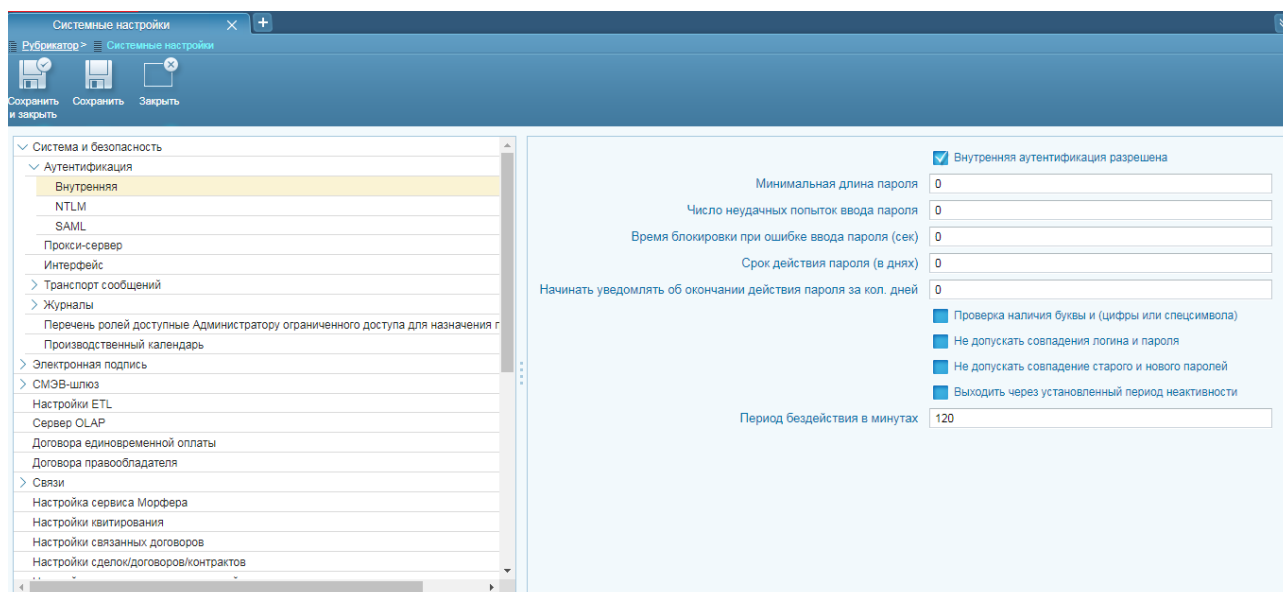 Системные настройки
Рубрикатор > Системные настройки
Сохранить и закрыть
Сохранить
Закрыть
Система и безопасность
Аутентификация
Внутренняя
NTLM
SAML
Прокси-сервер
Интерфейс
Транспорт сообщений
Журналы
Перечень ролей доступные Администратору ограниченного доступа для назначения
Производственный календарь
Электронная подпись
СМЭВ-шлюз
Настройки ETL
Сервер OLAP
Договора единовременной оплаты
Договора правообладателя
Связи
Настройка сервиса Морфера
Настройки квитирования
Настройки связанных договоров
Настройки сделок/договоров/контрактов
Внутренняя аутентификация разрешена
Минимальная длина пароля 0
Число неудачных попыток ввода пароля 0
Время блокировки при ошибке ввода пароля (сек) 0
Срок действия пароля (в днях) 0
Начинать уведомлять об окончании действия пароля за кол. дней 0
Проверка наличия буквы и (цифры или спецсимвола)
Не допускать совпадения логина и пароля
Не допускать совпадение старого и нового паролей
Выходить через установленный период неактивности
Период бездействия в минутах 120